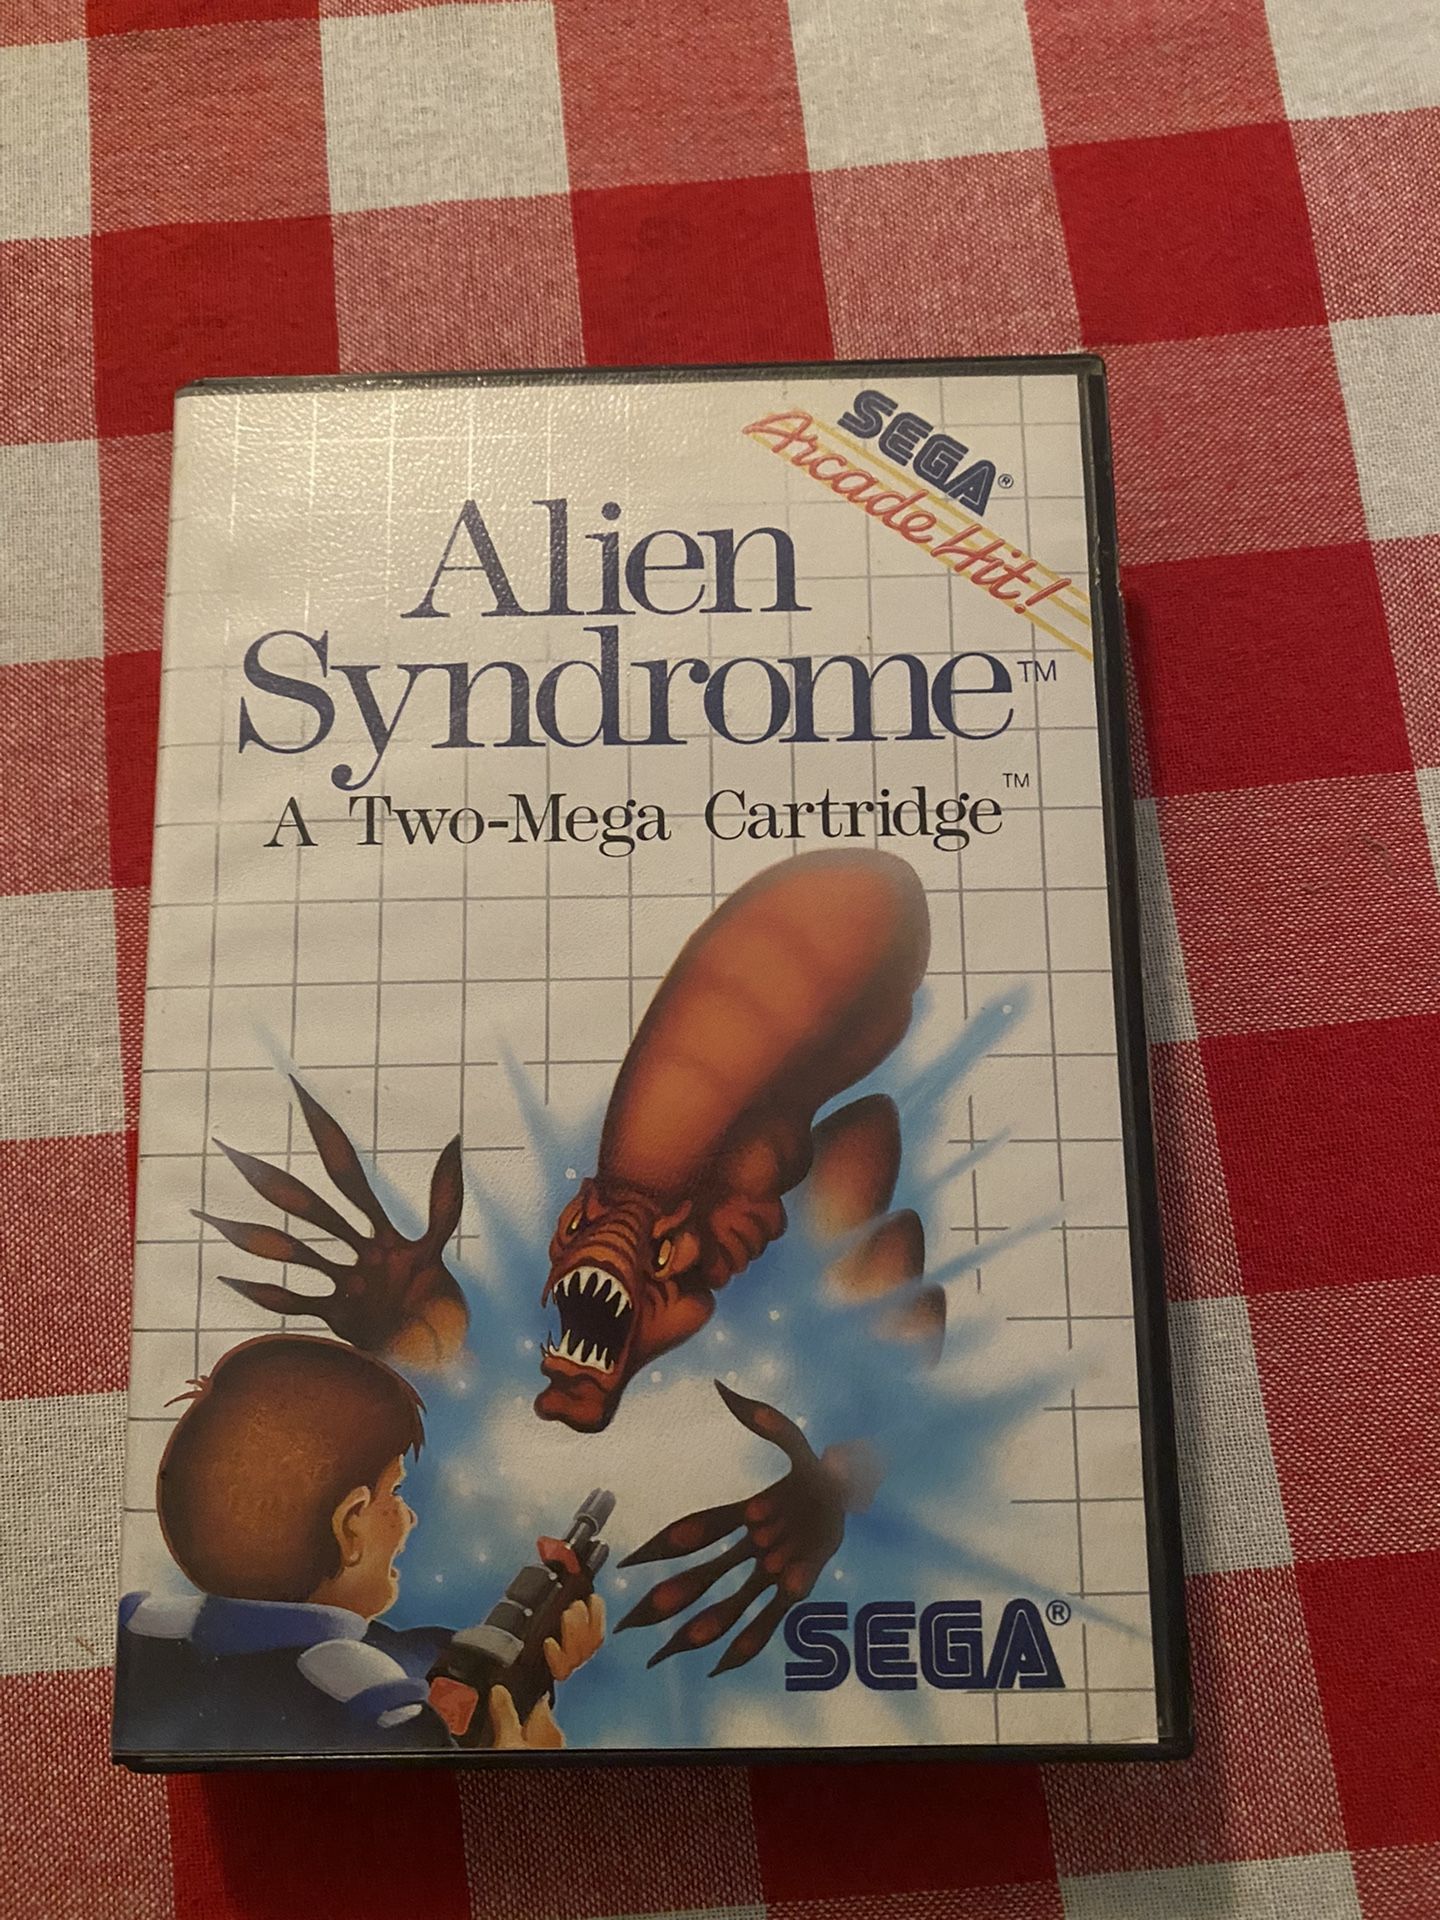 SEGA®
Arcade Hit!
Alien
Syndrome™
A Two-Mega Cartridge™
SEGA®